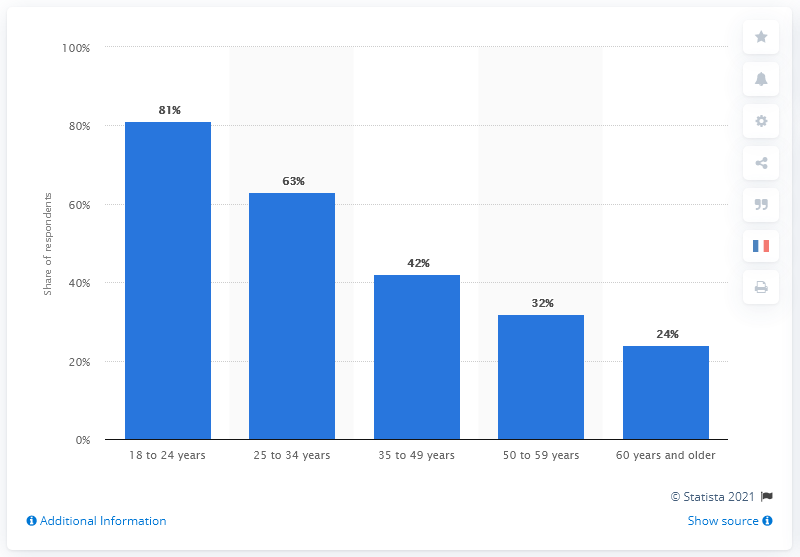 100%
80%
60%
40%
20%
0%
Share of respondents
81%
63%
42%
32%
24%
18 to 24 years
25 to 34 years
35 to 49 years
50 to 59 years
60 years and older
© Statista 2021
Additional Information
Show source